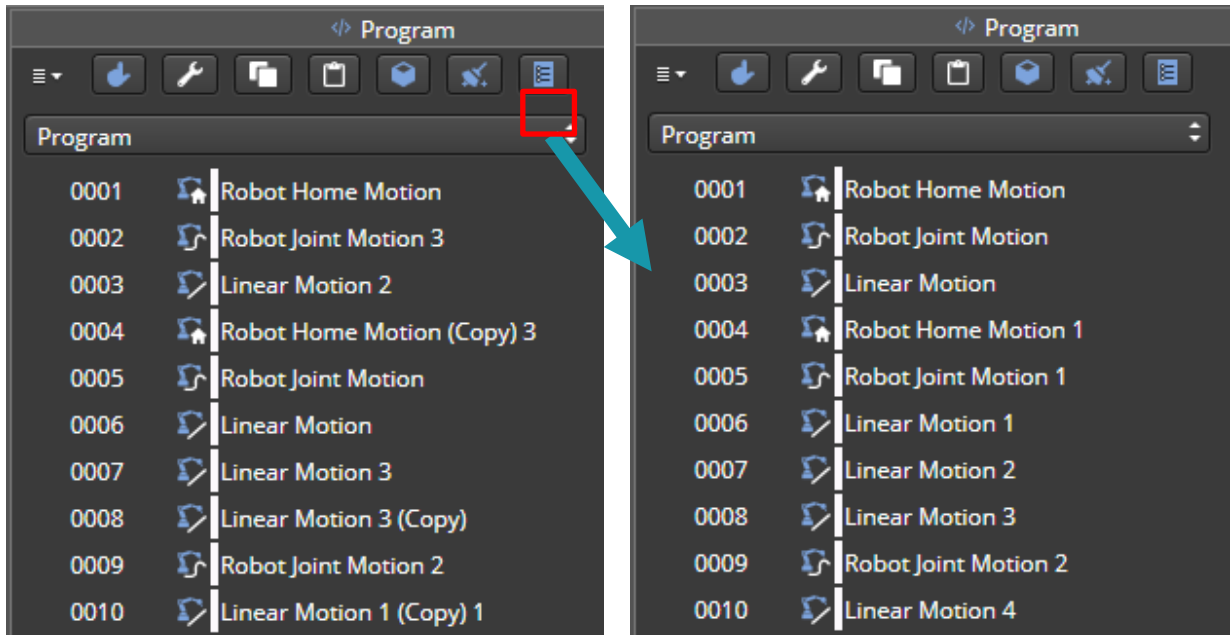 </> Program
Program
0001 Robot Home Motion
0002 Robot Joint Motion 3
0003 Linear Motion 2
0004 Robot Home Motion (Copy) 3
0005 Robot Joint Motion
0006 Linear Motion
0007 Linear Motion 3
0008 Linear Motion 3 (Copy)
0009 Robot Joint Motion 2
0010 Linear Motion 1 (Copy) 1
</> Program
Program
0001 Robot Home Motion
0002 Robot Joint Motion
0003 Linear Motion
0004 Robot Home Motion 1
0005 Robot Joint Motion 1
0006 Linear Motion 1
0007 Linear Motion 2
0008 Linear Motion 3
0009 Robot Joint Motion 2
0010 Linear Motion 4